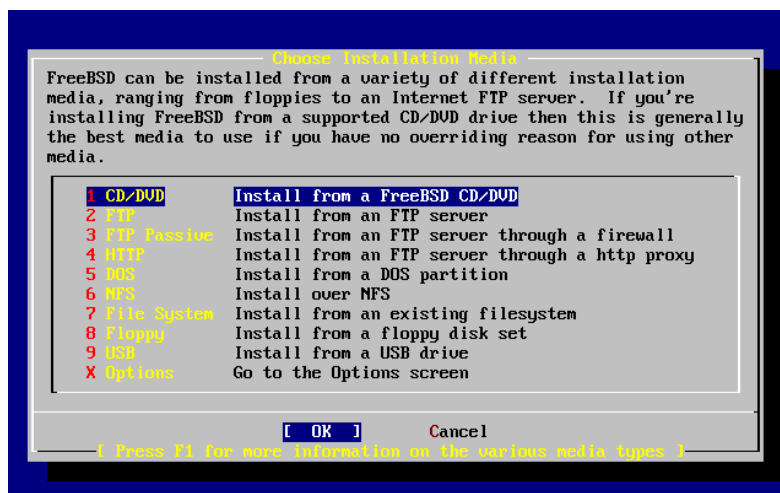 Choose Installation Media
FreeBSD can be installed from a variety of different installation
media, ranging from floppies to an Internet FTP server.  If you're
installing FreeBSD from a supported CD/DVD drive then this is generally
the best media to use if you have no overriding reason for using other
media.
1 CD/DVD Install from a FreeBSD CD/DVD
2 FTP Install from an FTP server
3 FTP Passive Install from an FTP server through a firewall
4 HTTP Install from an FTP server through a http proxy
5 DOS Install from a DOS partition
6 NFS Install over NFS
7 File System Install from an existing filesystem
8 Floppy Install from a floppy disk set
9 USB Install from a USB drive
X Options Go to the Options screen
[ OK ] Cancel
[ Press F1 for more information on the various media types ]